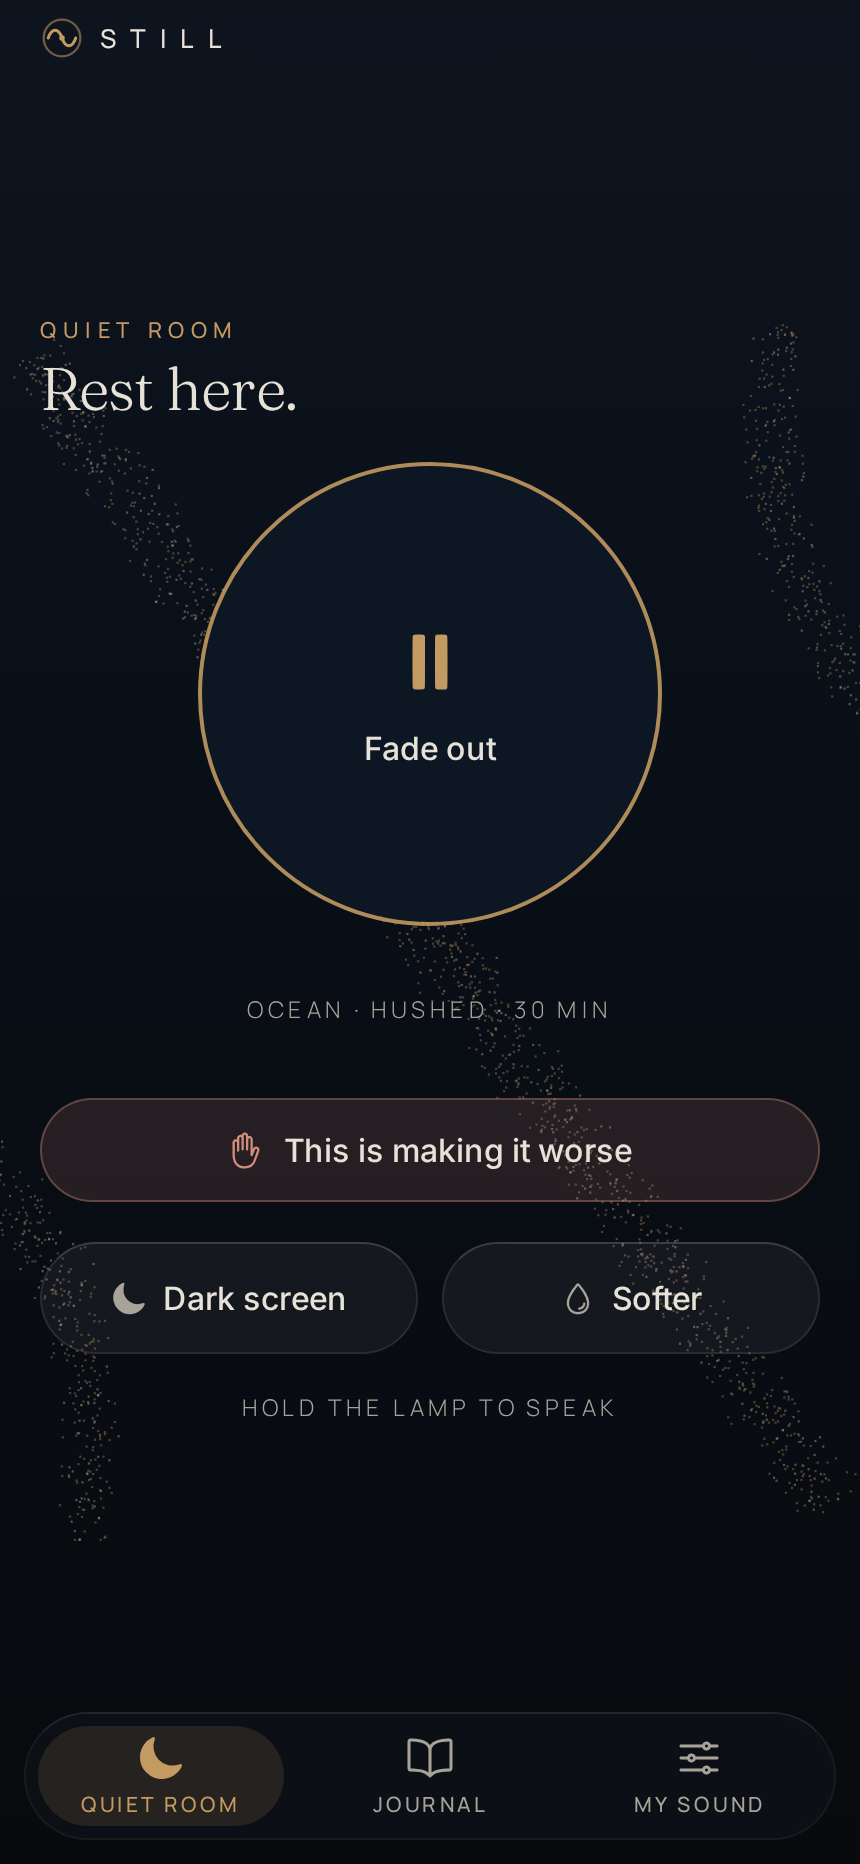 STILL
QUIET ROOM
Rest here.
Fade out
OCEAN · HUSHED · 30 MIN
This is making it worse
Dark screen
Softer
HOLD THE LAMP TO SPEAK
QUIET ROOM
JOURNAL
MY SOUND